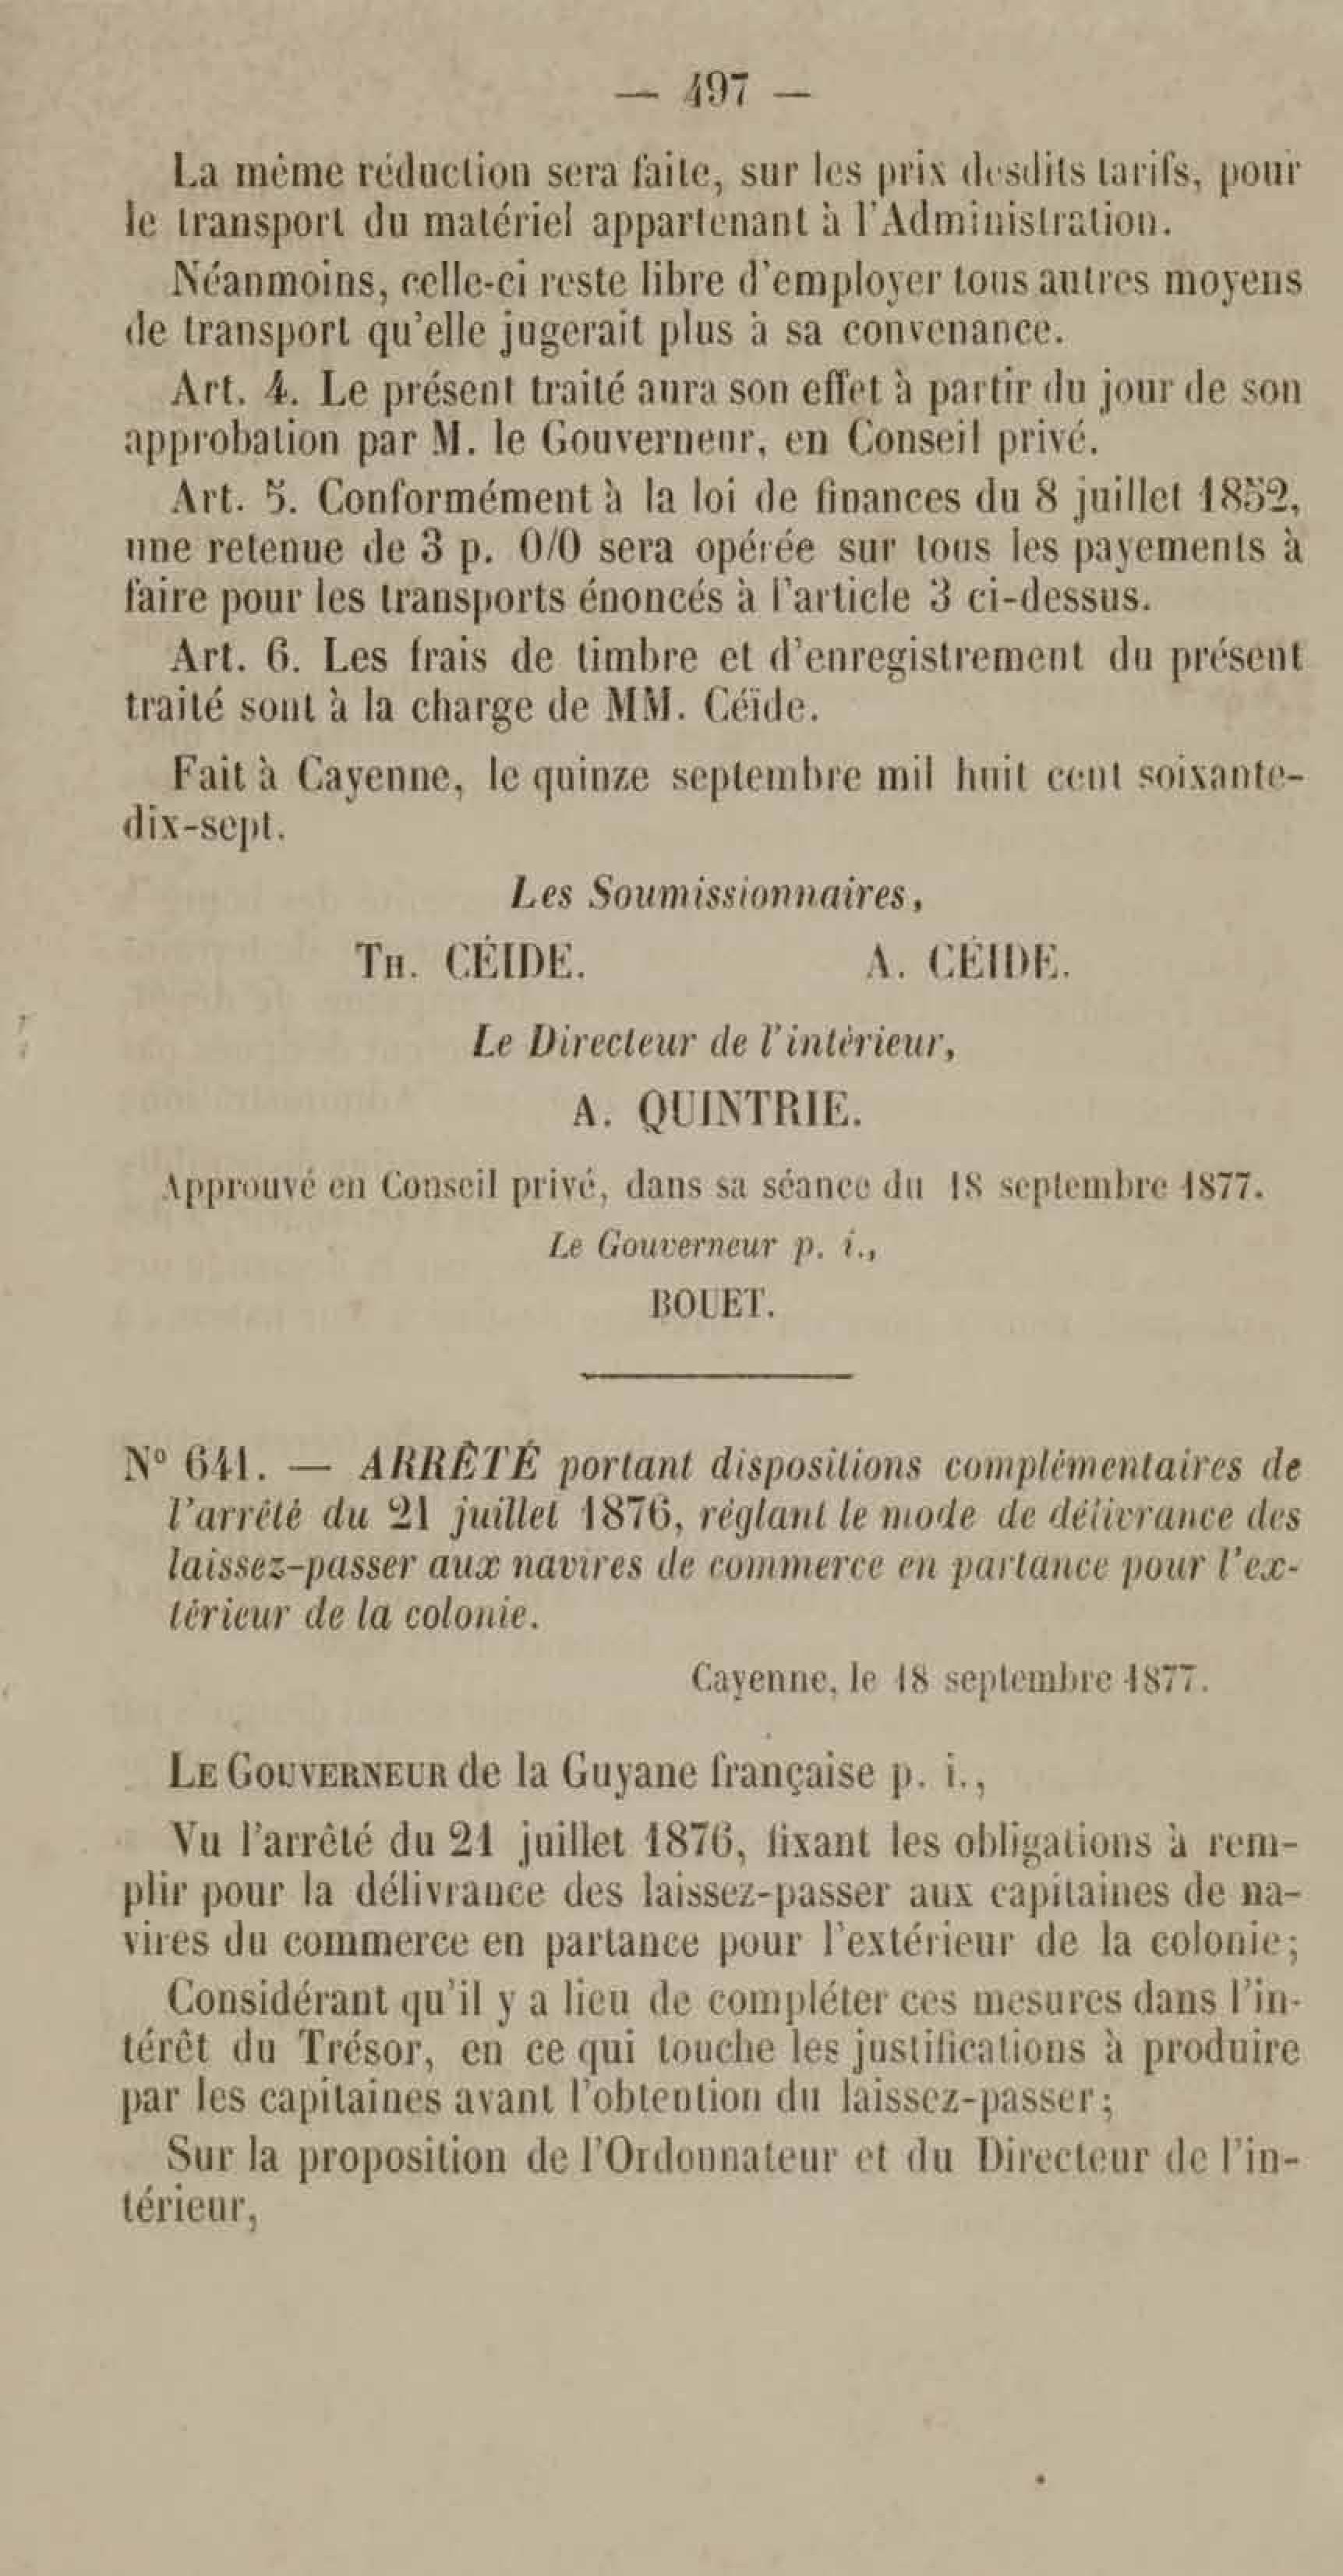 — 497 —
La même réduction sera faite, sur les prix desdits tarifs, pour
le transport du matériel appartenant à l'Administration.
Néanmoins, celle-ci reste libre d'employer tous autres moyens
de transport qu'elle jugerait plus à sa convenance.
Art. 4. Le présent traité aura son effet à partir du jour de son
approbation par M. le Gouverneur, en Conseil privé.
Art. 5. Conformément à la loi de finances du 8 juillet 1852,
une retenue de 3 p. 0/0 sera opérée sur tous les payements à
faire pour les transports énoncés à l'article 3 ci-dessus.
Art. 6. Les frais de timbre et d'enregistrement du présent
traité sont à la charge de MM. Céïde.
Fait à Cayenne, le quinze septembre mil huit cent soixante-
dix-sept.
Les Soumissionnaires,
TH. CÉIDE. A. CÉIDE.
Le Directeur de l'intérieur,
A. QUINTRIE.
Approuvé en Conseil privé, dans sa séance du 18 septembre 1877.
Le Gouverneur p. i.,
BOUET.
N° 641. — ARRÊTÉ portant dispositions complémentaires de
l'arrêté du 21 juillet 1876, réglant le mode de délivrance des
laissez-passer aux navires de commerce en partance pour l'ex-
térieur de la colonie.
Cayenne, le 18 septembre 1877.
LE GOUVERNEUR de la Guyane française p. i.,
Vu l'arrêté du 21 juillet 1876, fixant les obligations à rem-
plir pour la délivrance des laissez-passer aux capitaines de na-
vires du commerce en partance pour l'extérieur de la colonie;
Considérant qu'il y a lieu de compléter ces mesures dans l'in-
térêt du Trésor, en ce qui touche les justifications à produire
par les capitaines avant l'obtention du laissez-passer;
Sur la proposition de l'Ordonnateur et du Directeur de l'in-
térieur,